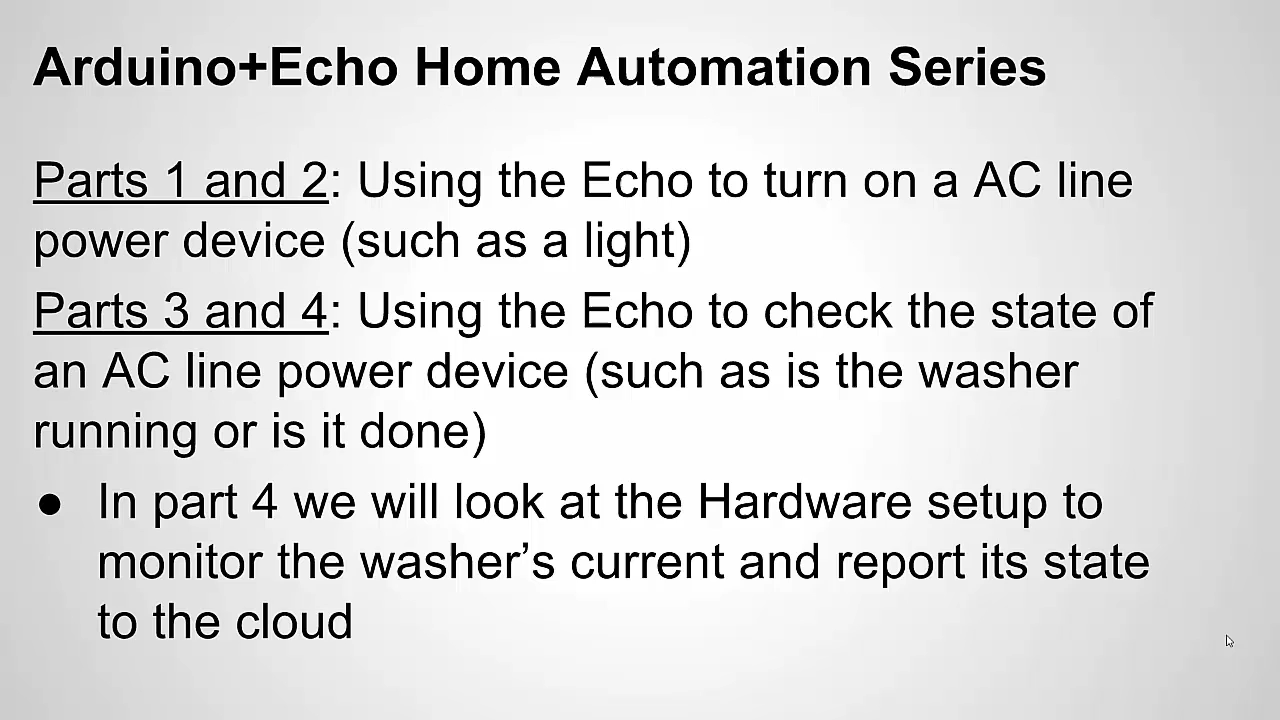 Arduino+Echo Home Automation Series
Parts 1 and 2: Using the Echo to turn on a AC line
power device (such as a light)
Parts 3 and 4: Using the Echo to check the state of
an AC line power device (such as is the washer
running or is it done)
● In part 4 we will look at the Hardware setup to
monitor the washer’s current and report its state
to the cloud